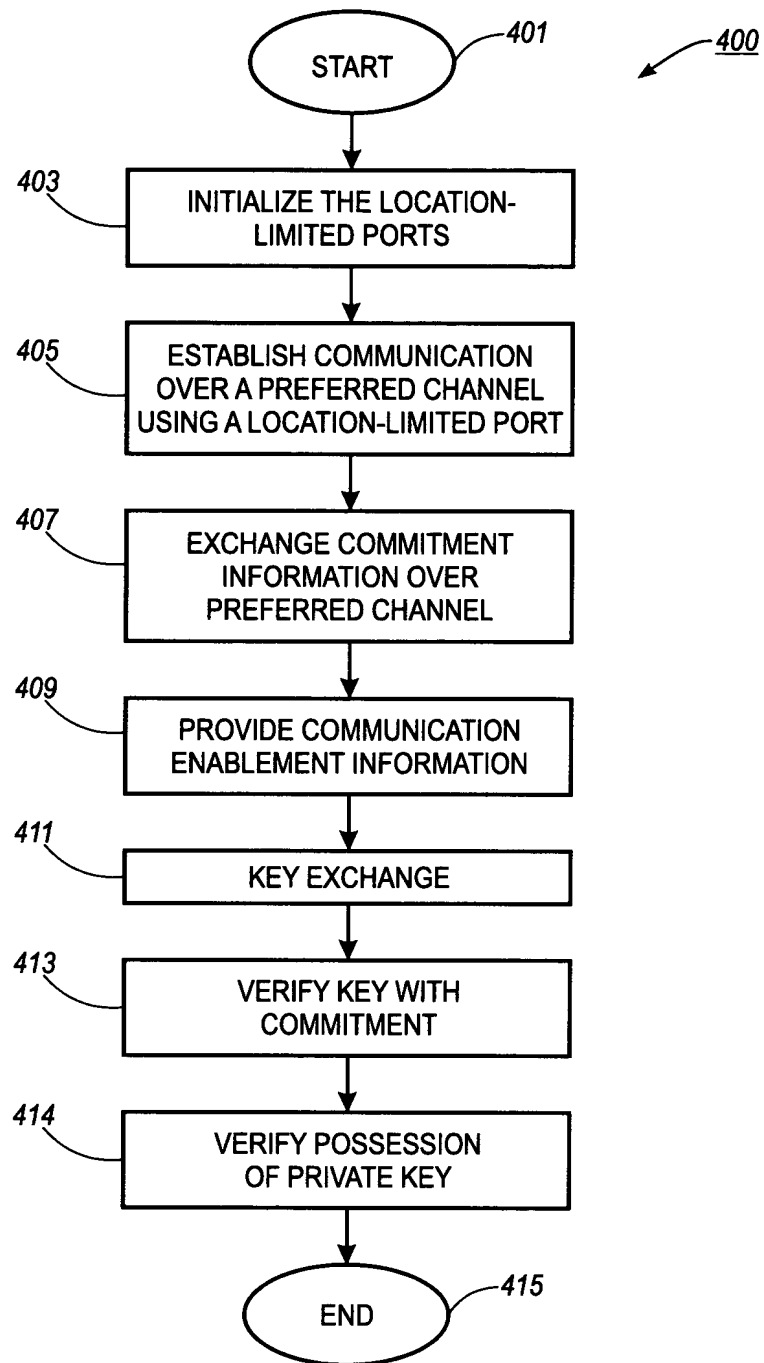 START
401
400
403
INITIALIZE THE LOCATION-
LIMITED PORTS
405
ESTABLISH COMMUNICATION
OVER A PREFERRED CHANNEL
USING A LOCATION-LIMITED PORT
407
EXCHANGE COMMITMENT
INFORMATION OVER
PREFERRED CHANNEL
409
PROVIDE COMMUNICATION
ENABLEMENT INFORMATION
411
KEY EXCHANGE
413
VERIFY KEY WITH
COMMITMENT
414
VERIFY POSSESSION
OF PRIVATE KEY
END
415